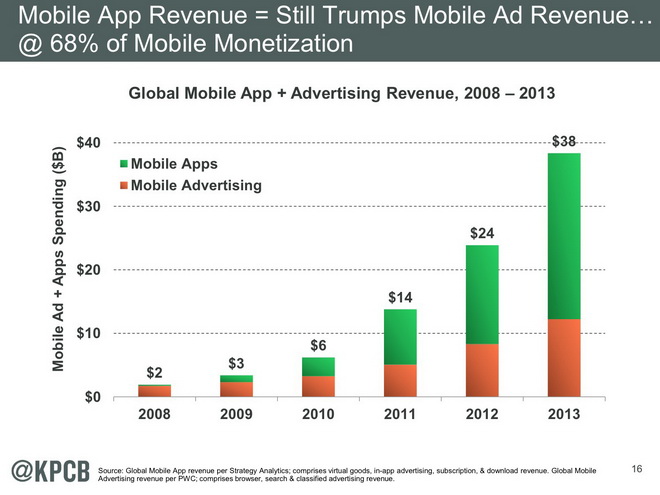 Mobile App Revenue = Still Trumps Mobile Ad Revenue…
@ 68% of Mobile Monetization
Global Mobile App + Advertising Revenue, 2008 – 2013
Mobile Ad + Apps Spending ($B)
$40
$30
$20
$10
$0
Mobile Apps
Mobile Advertising
$2
$3
$6
$14
$24
$38
2008 2009 2010 2011 2012 2013
@KPCB
Source: Global Mobile App revenue per Strategy Analytics; comprises virtual goods, in-app advertising, subscription, & download revenue. Global Mobile
Advertising revenue per PWC; comprises browser, search & classified advertising revenue.
16